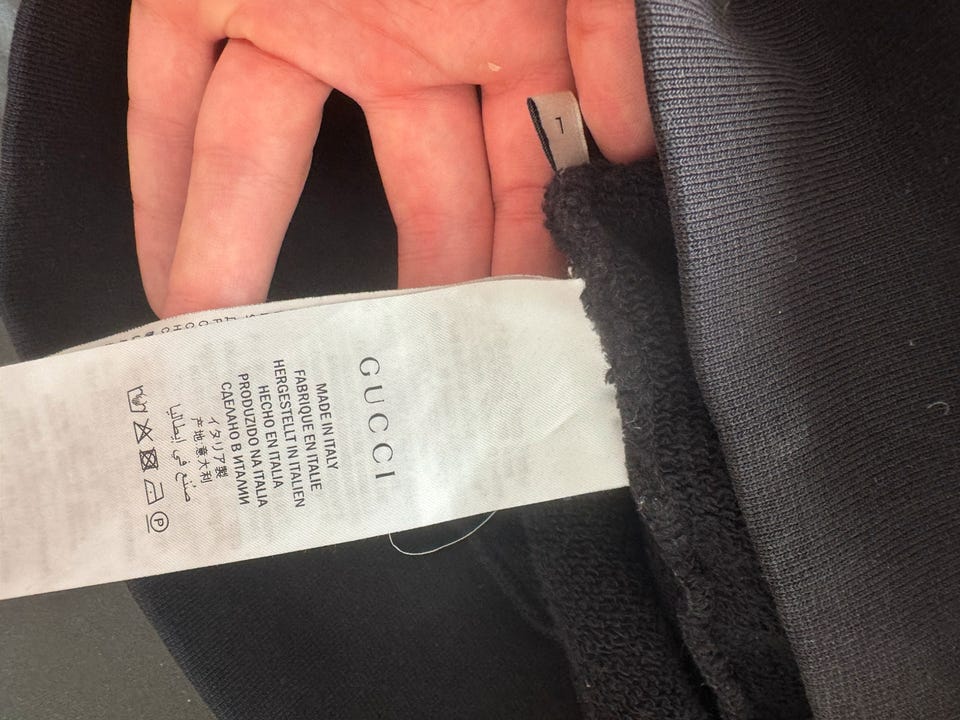 L
GUCCI
MADE IN ITALY
FABRIQUE EN ITALIE
HERGESTELLT IN ITALIEN
HECHO EN ITALIA
PRODUZIDO NA ITALIA
СДЕЛАНО В ИТАЛИИ
イタリア製
产地:意大利
صنع في إيطاليا
P